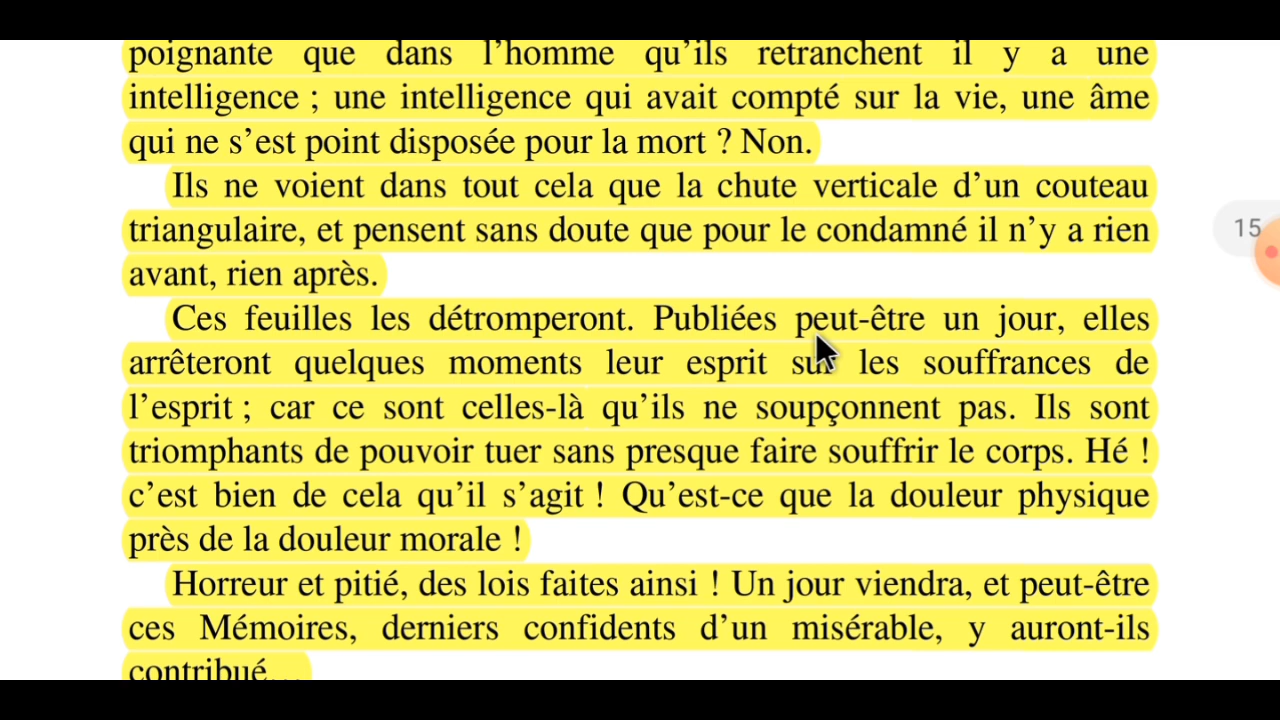 poignante que dans l’homme qu’ils retranchent il y a une
intelligence ; une intelligence qui avait compté sur la vie, une âme
qui ne s’est point disposée pour la mort ? Non.
Ils ne voient dans tout cela que la chute verticale d’un couteau
triangulaire, et pensent sans doute que pour le condamné il n’y a rien
avant, rien après.
Ces feuilles les détromperont. Publiées peut-être un jour, elles
arrêteront quelques moments leur esprit sur les souffrances de
l’esprit ; car ce sont celles-là qu’ils ne soupçonnent pas. Ils sont
triomphants de pouvoir tuer sans presque faire souffrir le corps. Hé !
c’est bien de cela qu’il s’agit ! Qu’est-ce que la douleur physique
près de la douleur morale !
Horreur et pitié, des lois faites ainsi ! Un jour viendra, et peut-être
ces Mémoires, derniers confidents d’un misérable, y auront-ils
contribué...
15